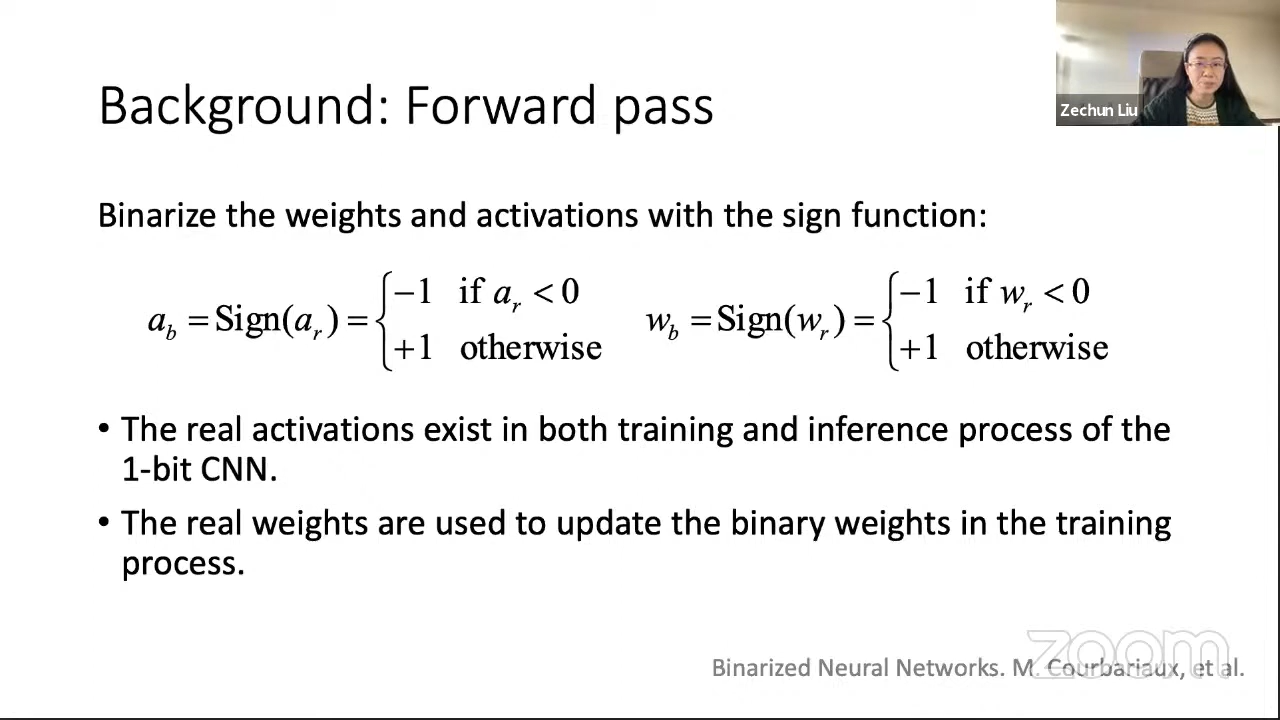 Zechun Liu
Background: Forward pass
Binarize the weights and activations with the sign function:
a_b = Sign(a_r) = { −1 if a_r < 0
+1 otherwise
w_b = Sign(w_r) = { −1 if w_r < 0
+1 otherwise
• The real activations exist in both training and inference process of the
1-bit CNN.
• The real weights are used to update the binary weights in the training
process.
zoom
Binarized Neural Networks. M. Courbariaux, et al.